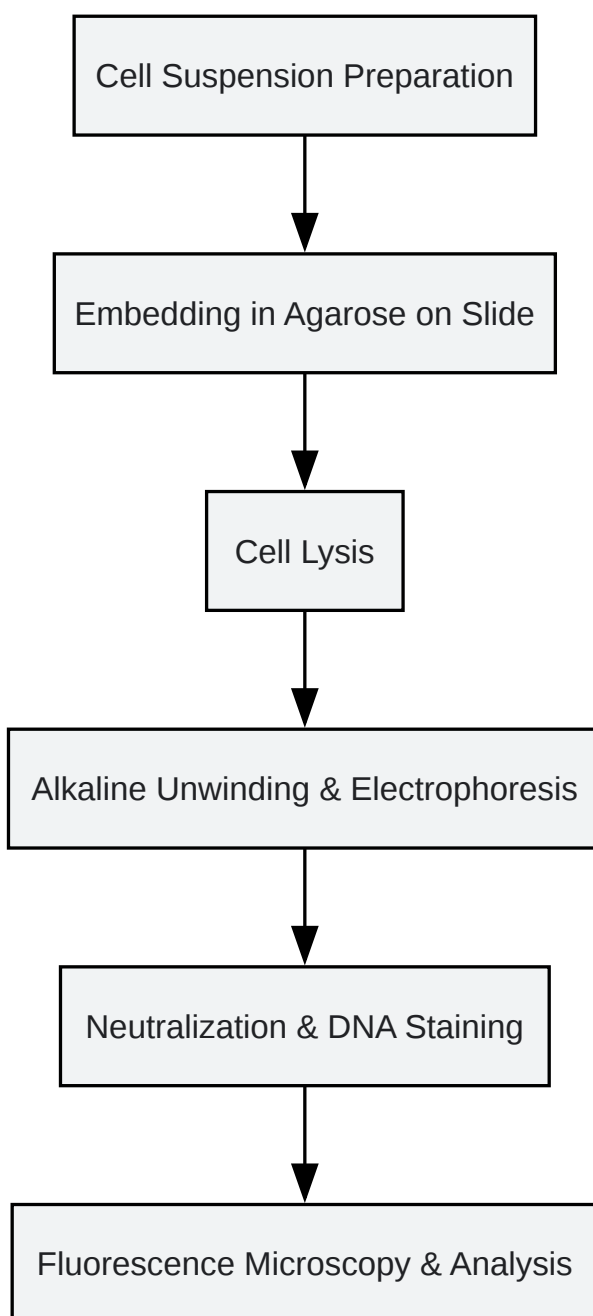 Cell Suspension Preparation
Embedding in Agarose on Slide
Cell Lysis
Alkaline Unwinding & Electrophoresis
Neutralization & DNA Staining
Fluorescence Microscopy & Analysis